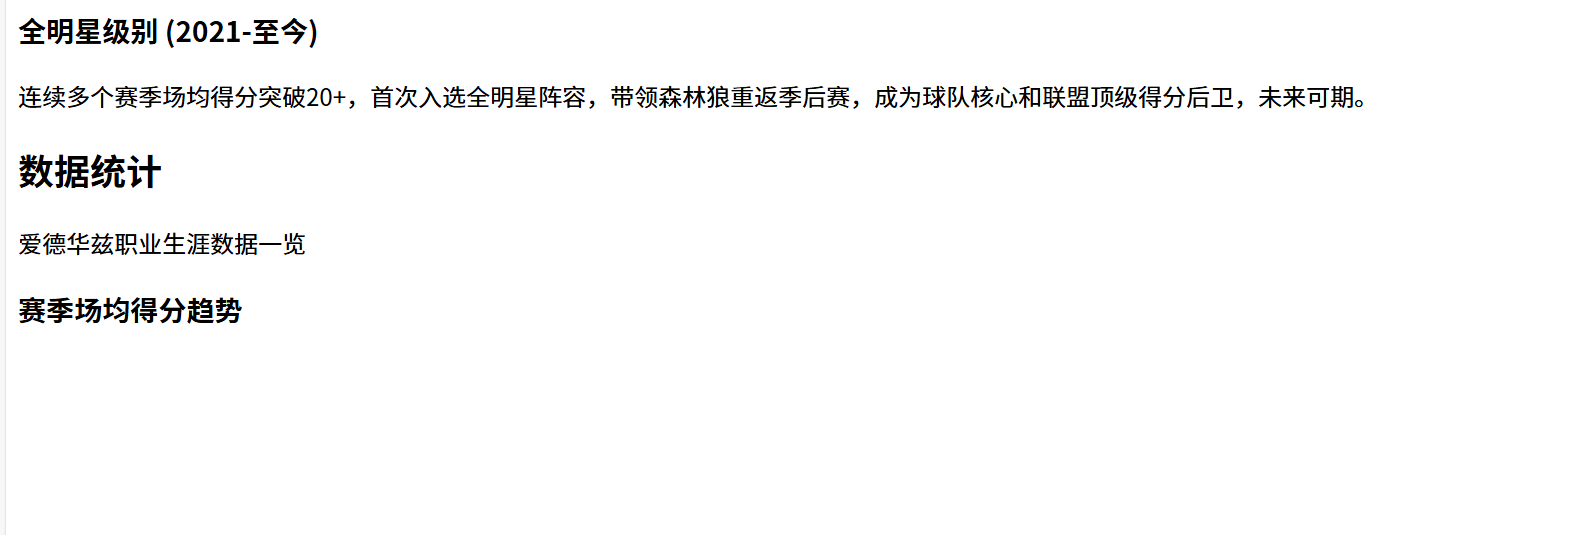 全明星级别 (2021-至今)
连续多个赛季场均得分突破20+，首次入选全明星阵容，带领森林狼重返季后赛，成为球队核心和联盟顶级得分后卫，未来可期。
数据统计
爱德华兹职业生涯数据一览
赛季场均得分趋势